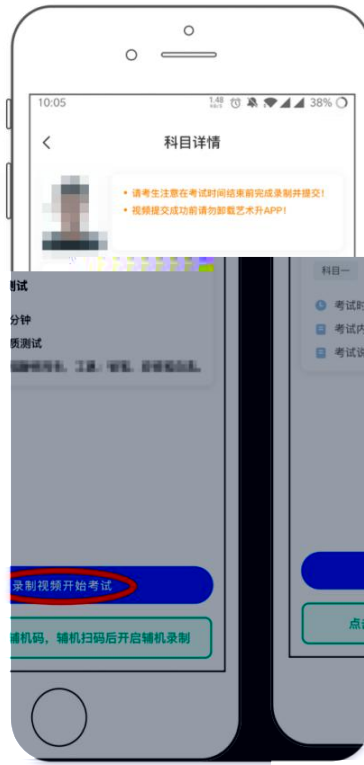 10:05
1.48 KB/S
38%
科目详情
• 请考生注意在考试时间结束前完成录制并提交!
• 视频提交成功前请勿卸载艺术升APP!
测试
分钟
质测试
科目一
考试时
考试内
考试说
录制视频开始考试
辅机码，辅机扫码后开启辅机录制
点击